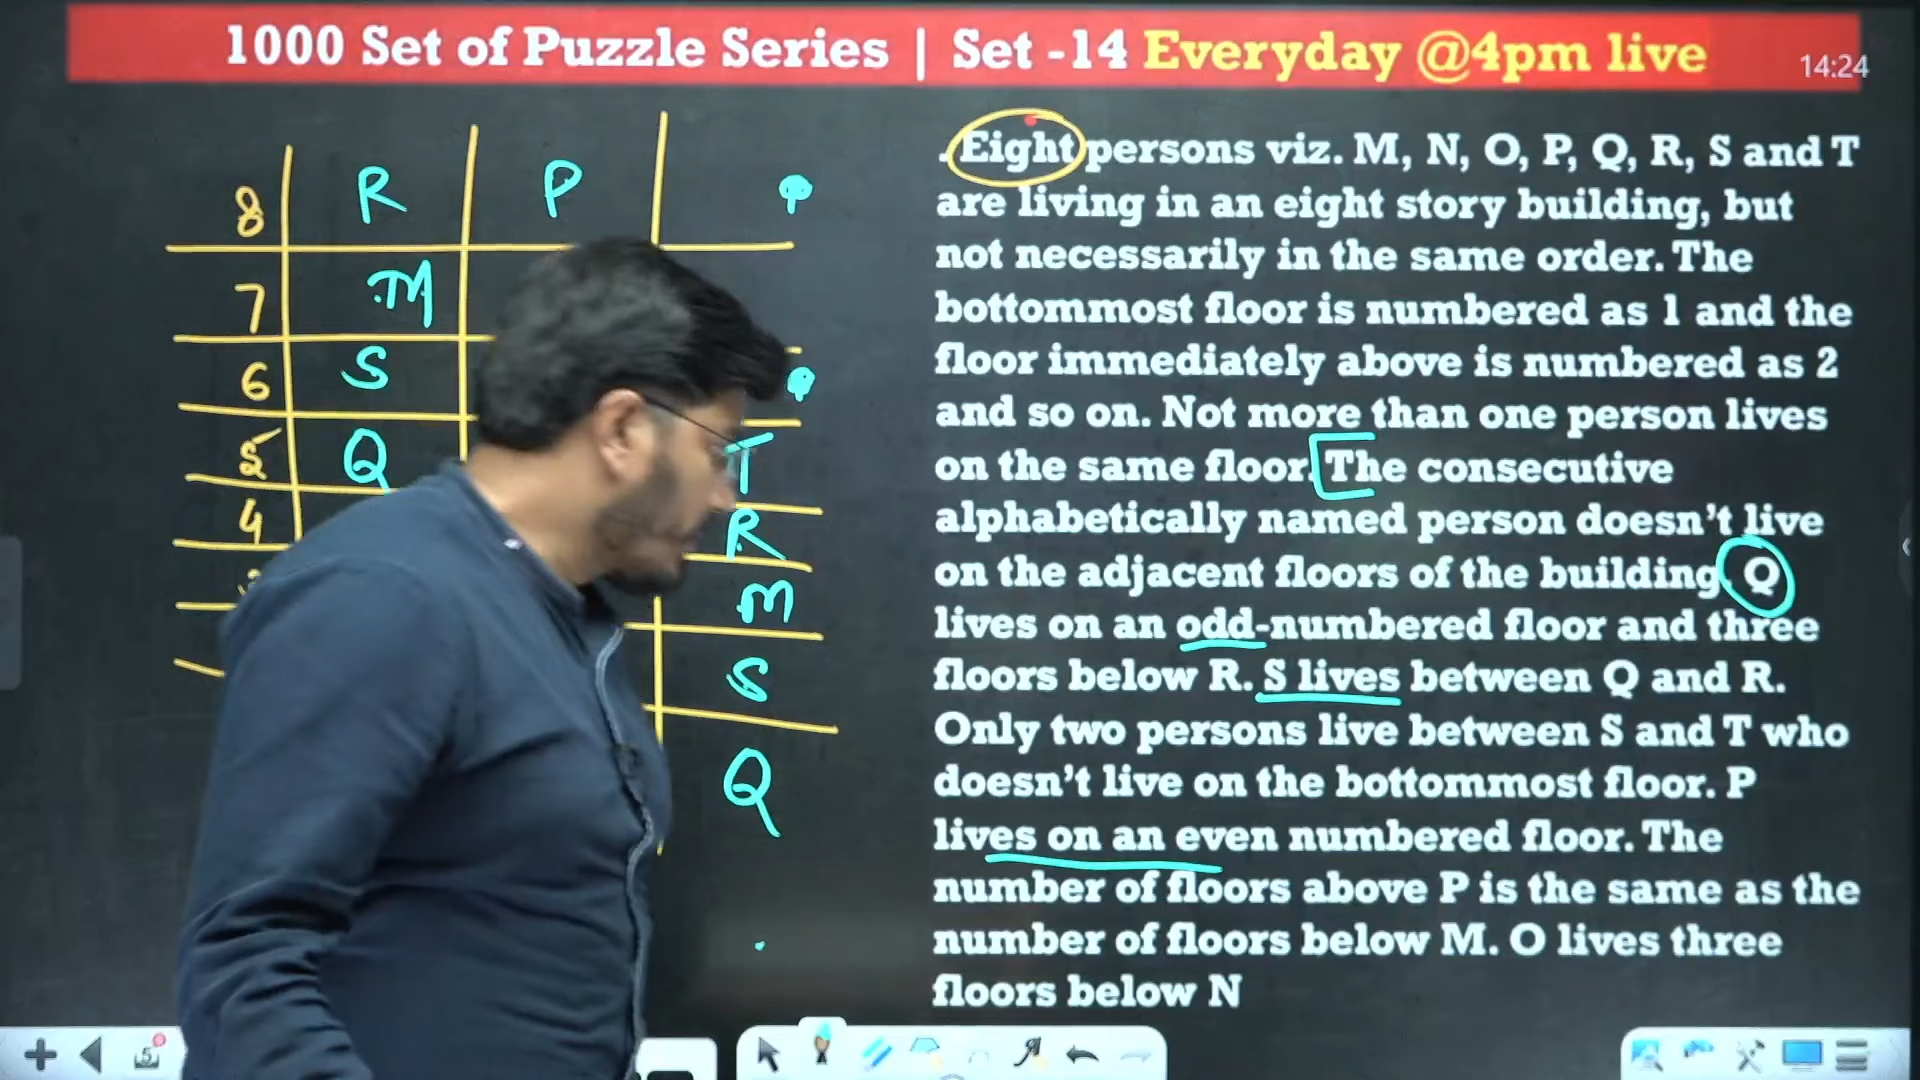 1000 Set of Puzzle Series | Set -14 Everyday @4pm live
14:24
8 R P
7 M
6 S
5 Q T
4 R
M
S
Q
. Eight persons viz. M, N, O, P, Q, R, S and T
are living in an eight story building, but
not necessarily in the same order. The
bottommost floor is numbered as 1 and the
floor immediately above is numbered as 2
and so on. Not more than one person lives
on the same floor. The consecutive
alphabetically named person doesn't live
on the adjacent floors of the building. Q
lives on an odd-numbered floor and three
floors below R. S lives between Q and R.
Only two persons live between S and T who
doesn't live on the bottommost floor. P
lives on an even numbered floor. The
number of floors above P is the same as the
number of floors below M. O lives three
floors below N